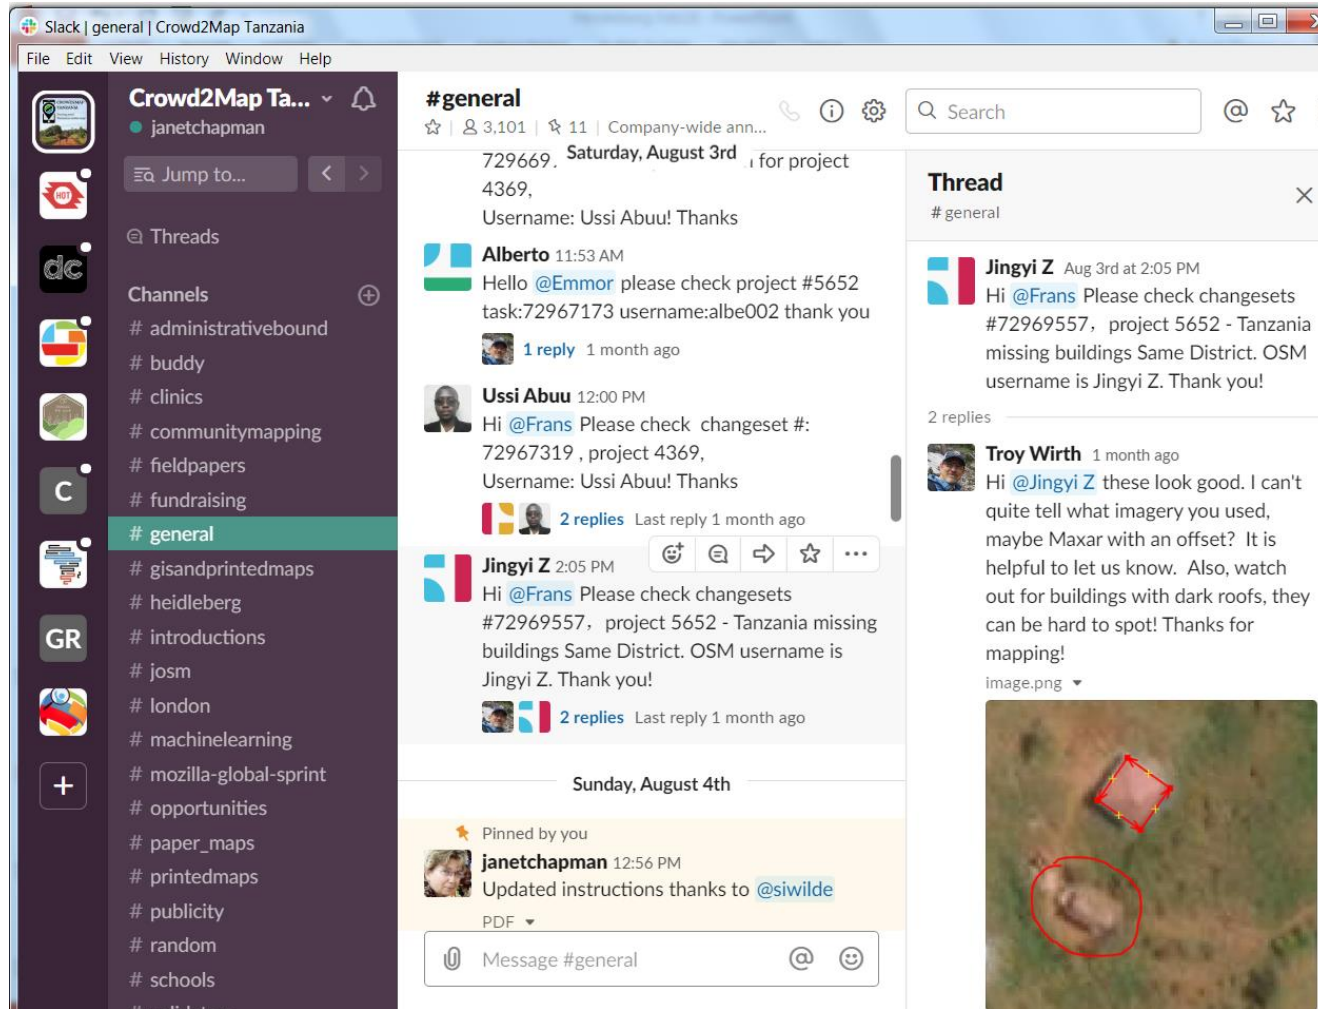 Slack | general | Crowd2Map Tanzania
File Edit View History Window Help
HOT
dc
C
GR
+
Crowd2Map Ta...
janetchapman
Jump to...
Threads
Channels
# administrativebound
# buddy
# clinics
# communitymapping
# fieldpapers
# fundraising
# general
# gisandprintedmaps
# heidleberg
# introductions
# josm
# london
# machinelearning
# mozilla-global-sprint
# opportunities
# paper_maps
# printedmaps
# publicity
# random
# schools
#general
3,101 | 11 | Company-wide ann...
Search
Saturday, August 3rd
729669. for project
4369,
Username: Ussi Abuu! Thanks
Alberto 11:53 AM
Hello @Emmor please check project #5652
task:72967173 username:albe002 thank you
1 reply 1 month ago
Ussi Abuu 12:00 PM
Hi @Frans Please check changeset #:
72967319 , project 4369,
Username: Ussi Abuu! Thanks
2 replies Last reply 1 month ago
Jingyi Z 2:05 PM
Hi @Frans Please check changesets
#72969557，project 5652 - Tanzania missing
buildings Same District. OSM username is
Jingyi Z. Thank you!
2 replies Last reply 1 month ago
Sunday, August 4th
Pinned by you
janetchapman 12:56 PM
Updated instructions thanks to @siwilde
PDF
Message #general
Thread
# general
Jingyi Z Aug 3rd at 2:05 PM
Hi @Frans Please check changesets
#72969557，project 5652 - Tanzania
missing buildings Same District. OSM
username is Jingyi Z. Thank you!
2 replies
Troy Wirth 1 month ago
Hi @Jingyi Z these look good. I can't
quite tell what imagery you used,
maybe Maxar with an offset? It is
helpful to let us know. Also, watch
out for buildings with dark roofs, they
can be hard to spot! Thanks for
mapping!
image.png